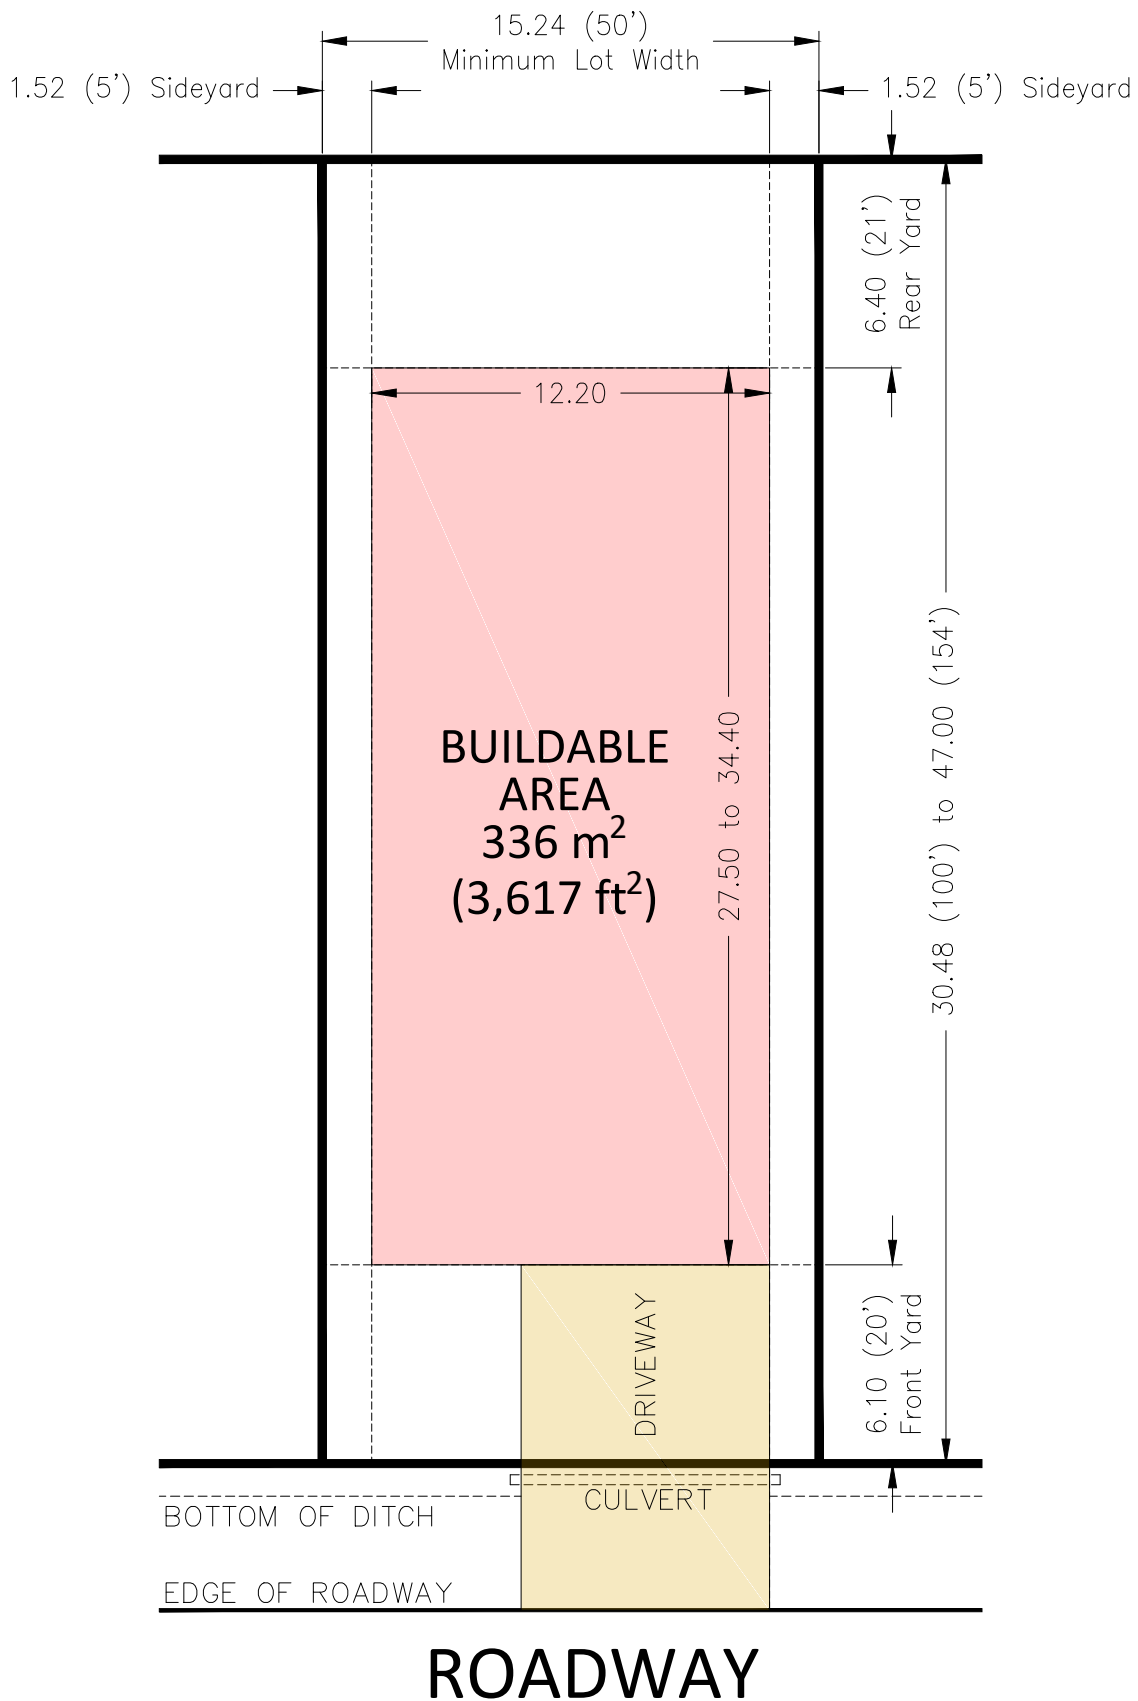 15.24 (50')
Minimum Lot Width
1.52 (5') Sideyard
1.52 (5') Sideyard
6.40 (21')
Rear Yard
12.20
BUILDABLE
AREA
336 m²
(3,617 ft²)
27.50 to 34.40
30.48 (100') to 47.00 (154')
6.10 (20')
Front Yard
DRIVEWAY
CULVERT
BOTTOM OF DITCH
EDGE OF ROADWAY
ROADWAY